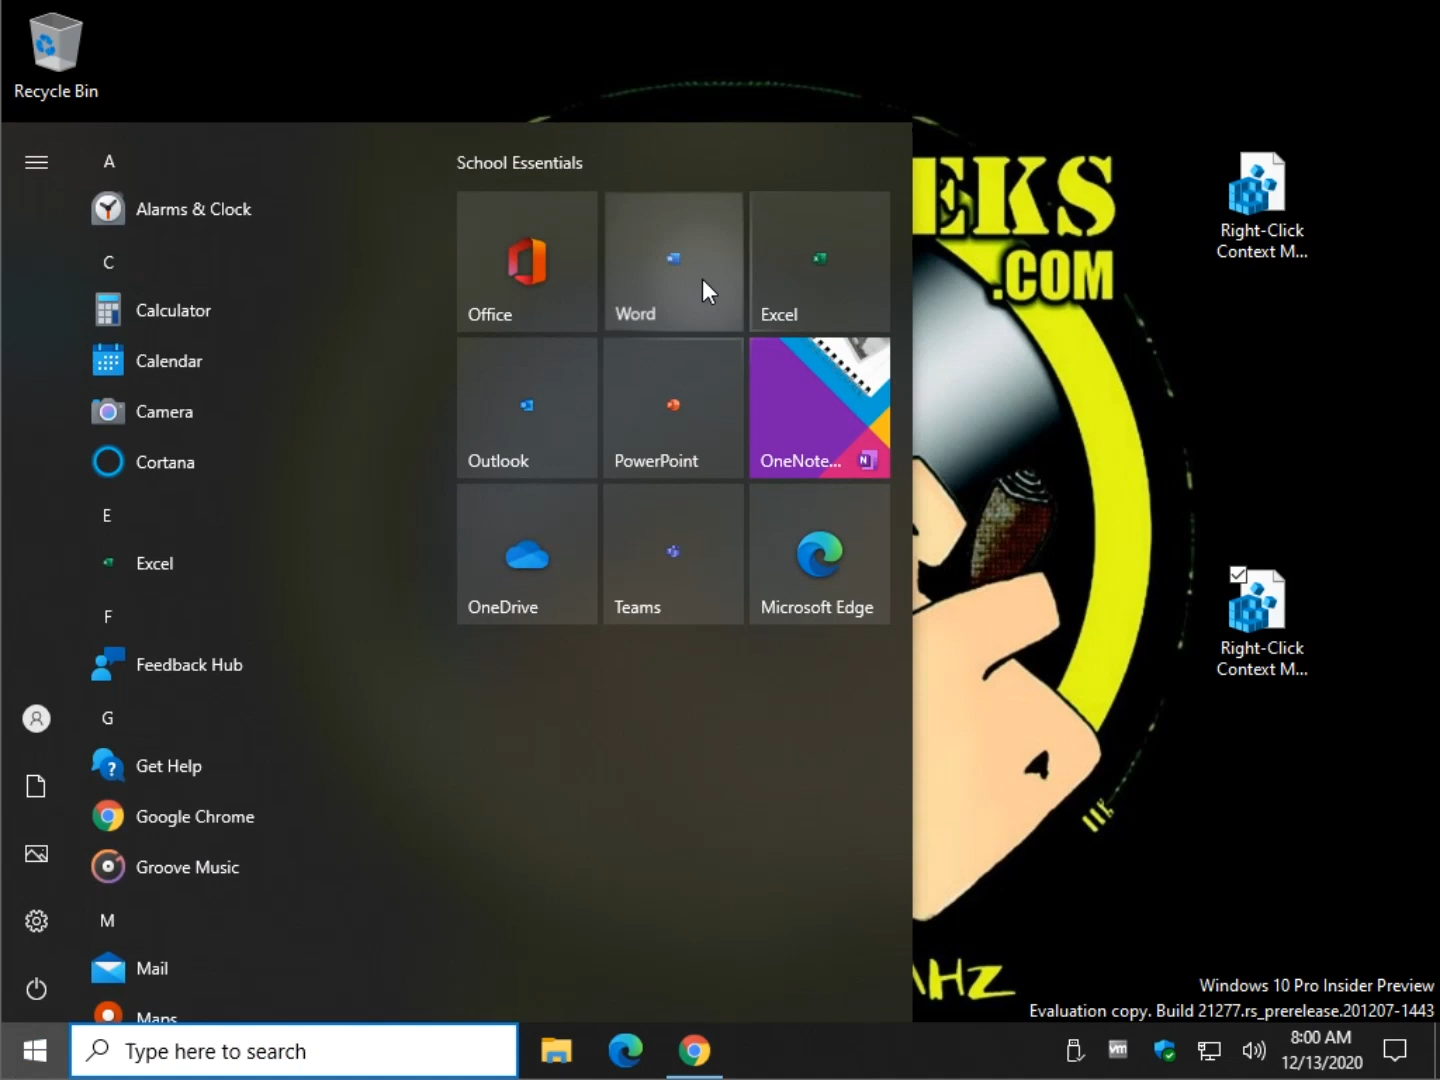 Recycle Bin
A
Alarms & Clock
C
Calculator
Calendar
Camera
Cortana
E
Excel
F
Feedback Hub
G
Get Help
Google Chrome
Groove Music
M
Mail
Maps
School Essentials
Office
Word
Excel
Outlook
PowerPoint
OneNote...
OneDrive
Teams
Microsoft Edge
EKS
.COM
AHZ
Right-Click
Context M...
Right-Click
Context M...
Windows 10 Pro Insider Preview
Evaluation copy. Build 21277.rs_prerelease.201207-1443
Type here to search
vm
8:00 AM
12/13/2020